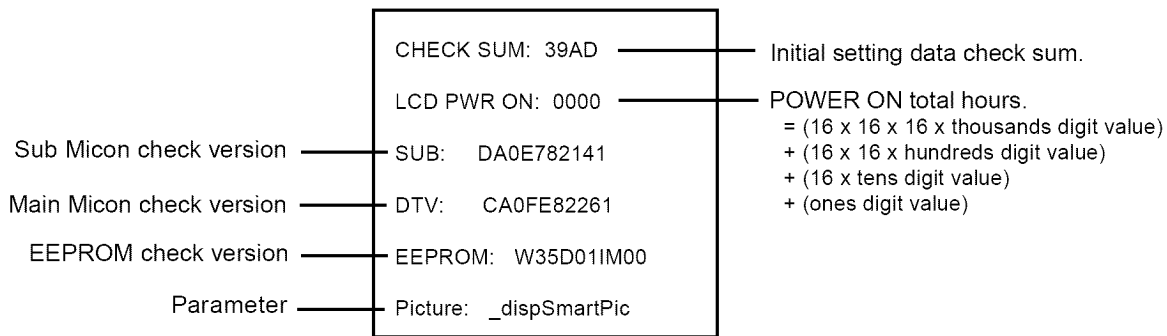 CHECK SUM: 39AD
Initial setting data check sum.
LCD PWR ON: 0000
POWER ON total hours.
= (16 x 16 x 16 x thousands digit value)
+ (16 x 16 x hundreds digit value)
+ (16 x tens digit value)
+ (ones digit value)
Sub Micon check version
SUB: DA0E782141
Main Micon check version
DTV: CA0FE82261
EEPROM check version
EEPROM: W35D01IM00
Parameter
Picture: _dispSmartPic